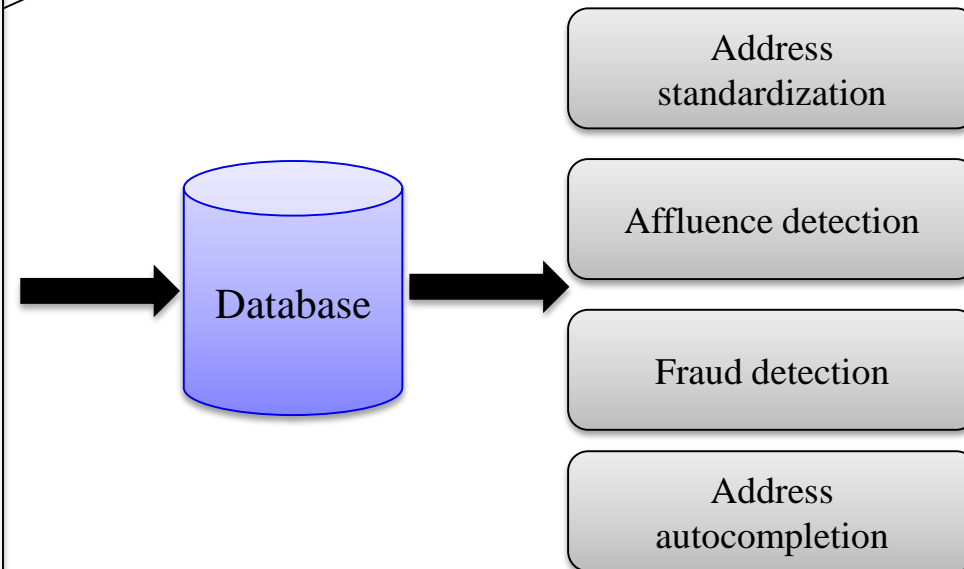 Address
standardization
Affluence detection
Database
Fraud detection
Address
autocompletion